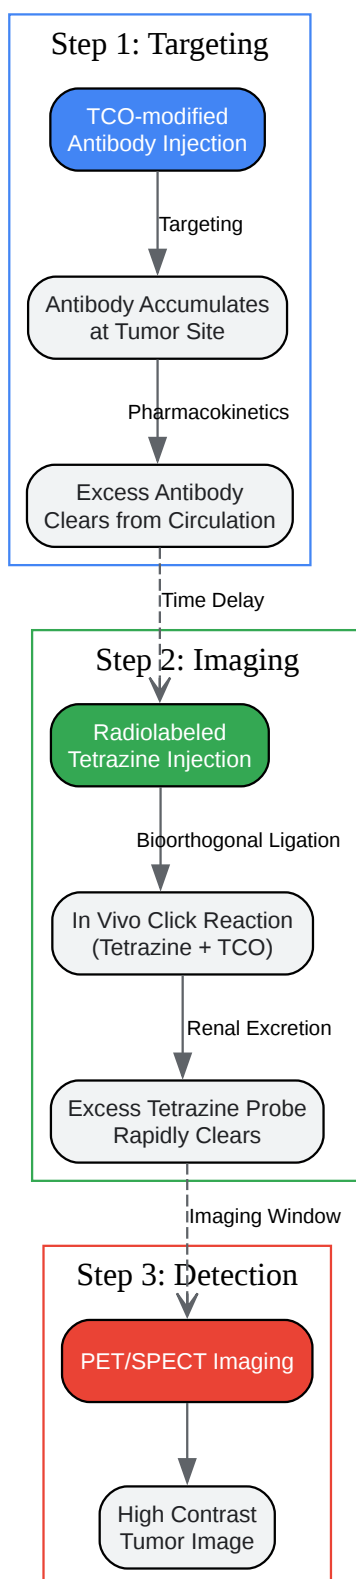 Step 1: Targeting
TCO-modified
Antibody Injection
Targeting
Antibody Accumulates
at Tumor Site
Pharmacokinetics
Excess Antibody
Clears from Circulation
Time Delay
Step 2: Imaging
Radiolabeled
Tetrazine Injection
Bioorthogonal Ligation
In Vivo Click Reaction
(Tetrazine + TCO)
Renal Excretion
Excess Tetrazine Probe
Rapidly Clears
Imaging Window
Step 3: Detection
PET/SPECT Imaging
High Contrast
Tumor Image